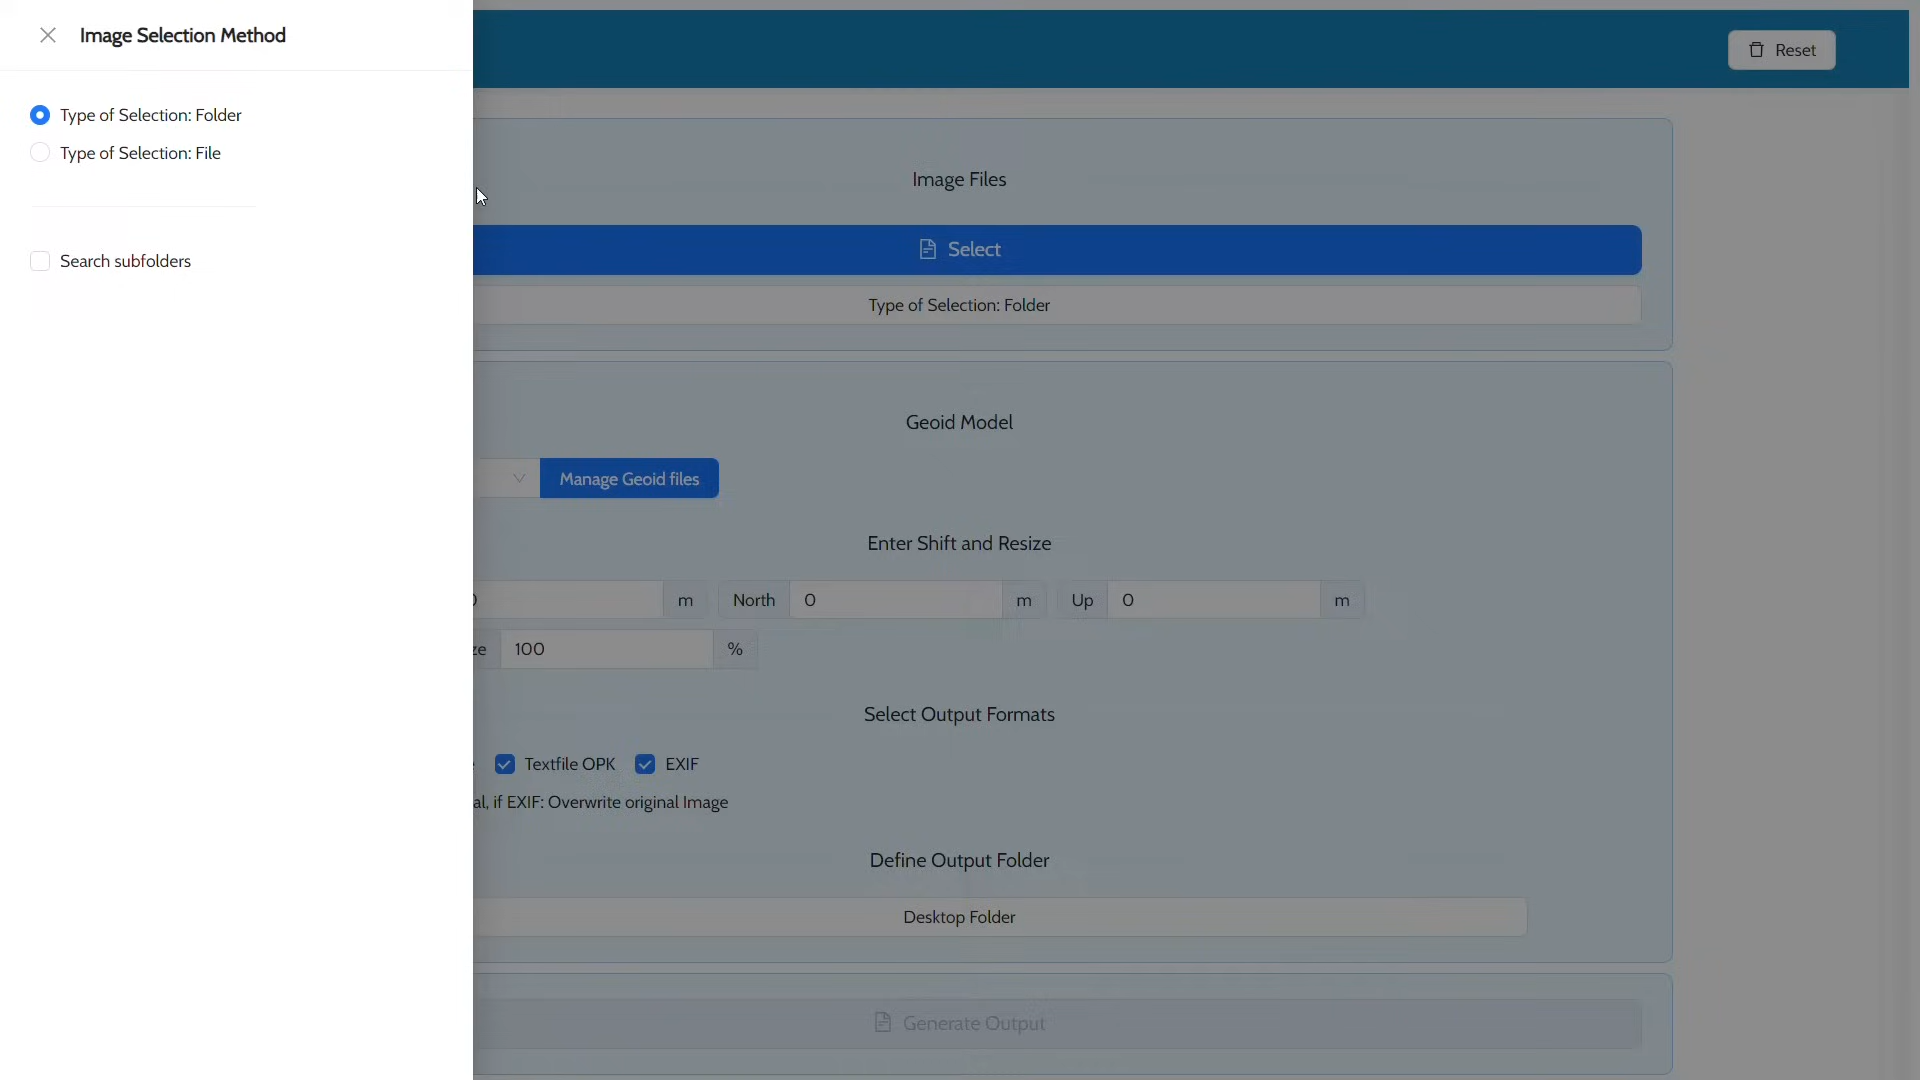 Image Selection Method
Type of Selection: Folder
Type of Selection: File
Search subfolders
Reset
Image Files
Select
Type of Selection: Folder
Geoid Model
Manage Geoid files
Enter Shift and Resize
m North 0 m Up 0 m
ze 100 %
Select Output Formats
Textfile OPK EXIF
al, if EXIF: Overwrite original Image
Define Output Folder
Desktop Folder
Generate Output